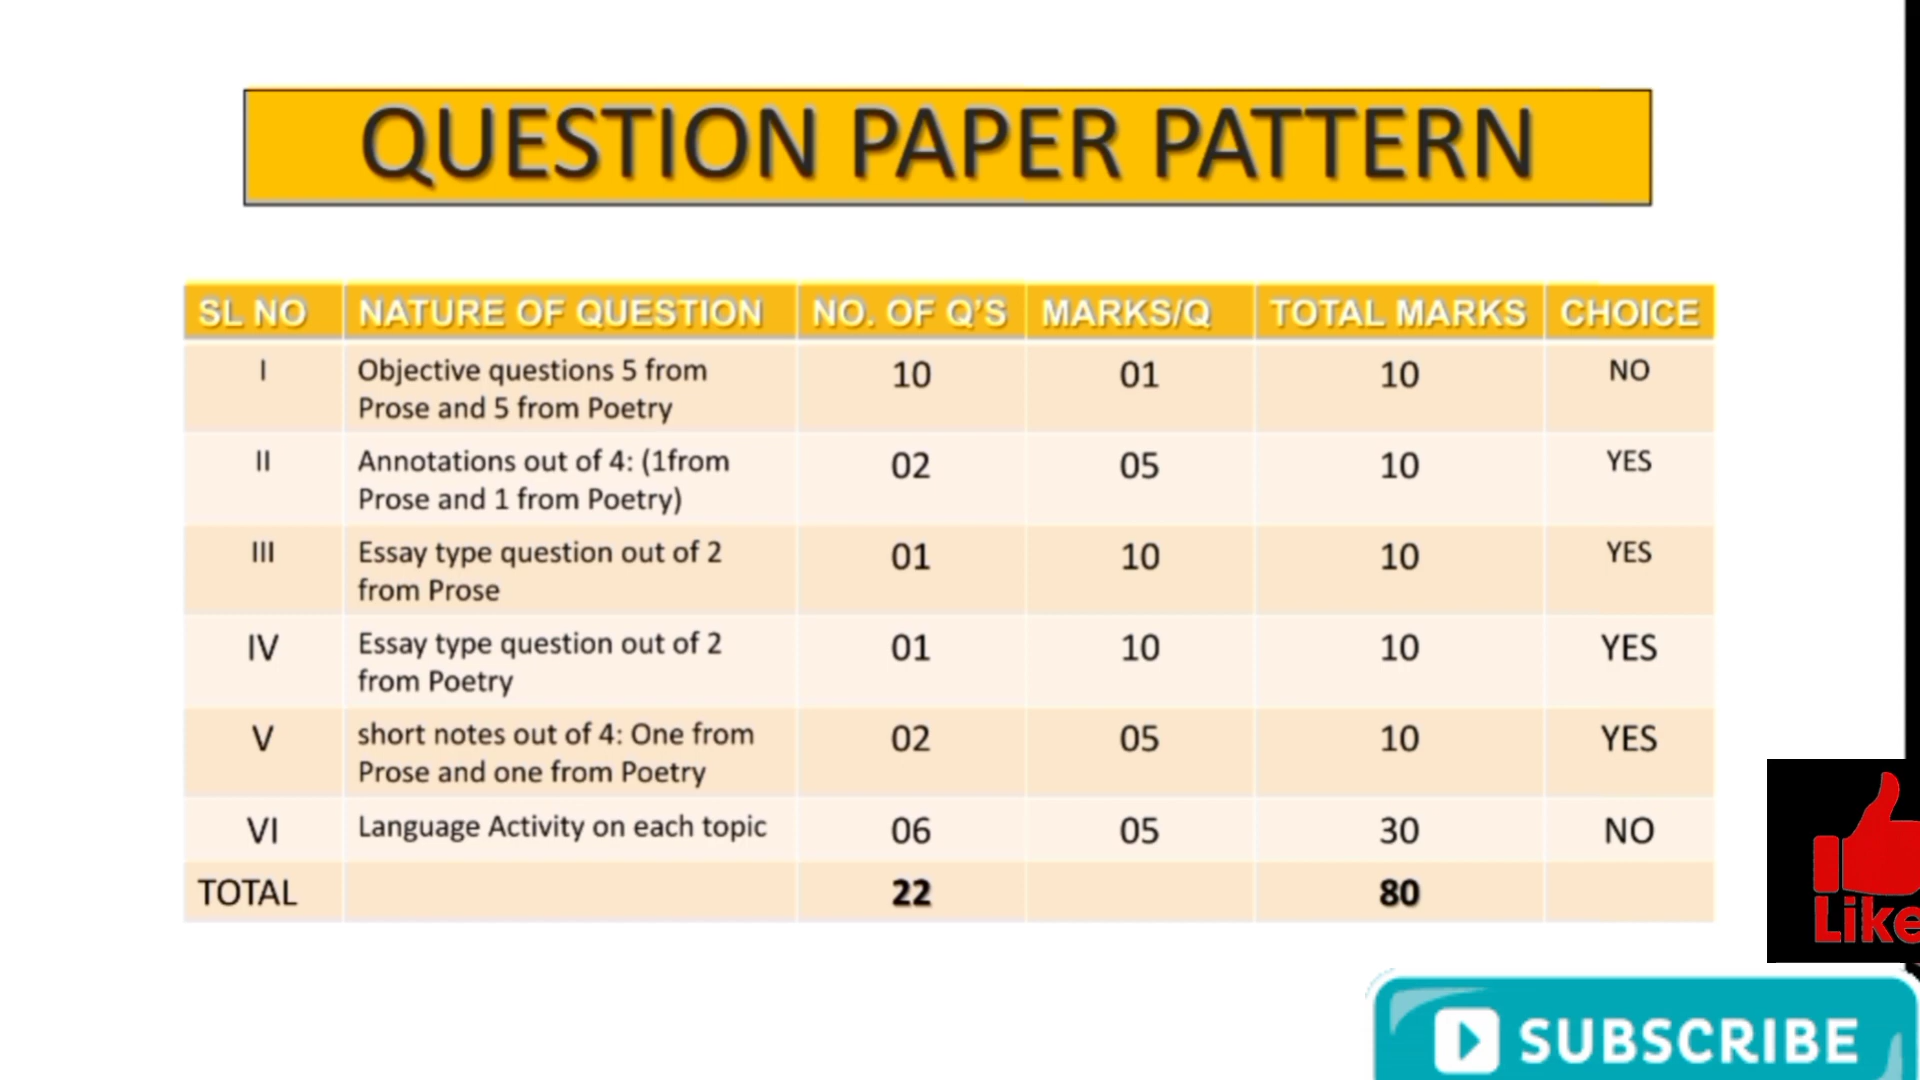 QUESTION PAPER PATTERN
SL NO NATURE OF QUESTION NO. OF Q'S MARKS/Q TOTAL MARKS CHOICE
I Objective questions 5 from 10 01 10 NO
Prose and 5 from Poetry
II Annotations out of 4: (1from 02 05 10 YES
Prose and 1 from Poetry)
III Essay type question out of 2 01 10 10 YES
from Prose
IV Essay type question out of 2 01 10 10 YES
from Poetry
V short notes out of 4: One from 02 05 10 YES
Prose and one from Poetry
VI Language Activity on each topic 06 05 30 NO
TOTAL 22 80
Like
SUBSCRIBE